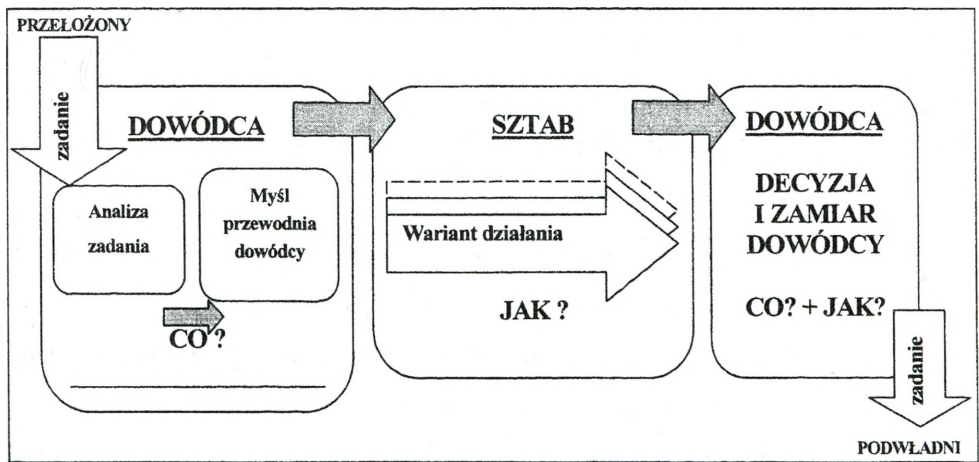 PRZEŁOŻONY
zadanie
DOWÓDCA
Analiza
zadania
Myśl
przewodnia
dowódcy
CO ?
SZTAB
Wariant działania
JAK ?
DOWÓDCA
DECYZJA
I ZAMIAR
DOWÓDCY
CO? + JAK?
zadanie
PODWŁADNI